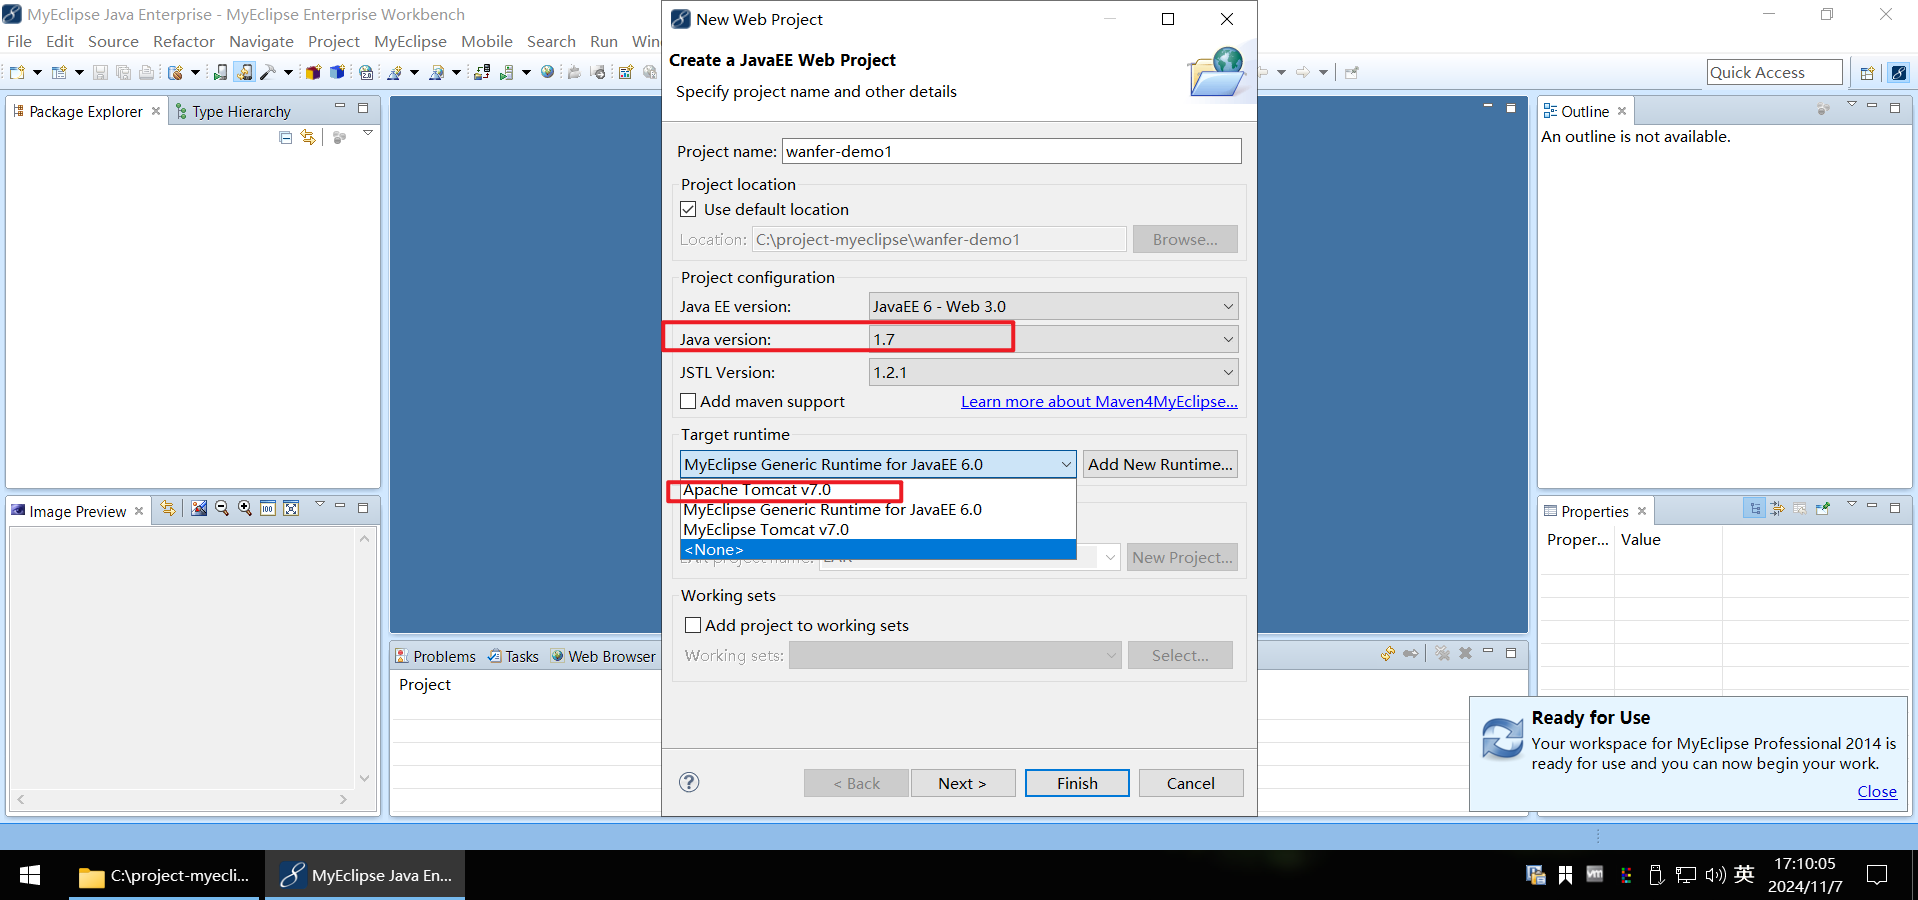 MyEclipse Java Enterprise - MyEclipse Enterprise Workbench
File Edit Source Refactor Navigate Project MyEclipse Mobile Search Run Win
Quick Access
Package Explorer
Type Hierarchy
Image Preview
New Web Project
Create a JavaEE Web Project
Specify project name and other details
Project name: wanfer-demo1
Project location
Use default location
Location: C:\project-myeclipse\wanfer-demo1 Browse...
Project configuration
Java EE version: JavaEE 6 - Web 3.0
Java version: 1.7
JSTL Version: 1.2.1
Add maven support Learn more about Maven4MyEclipse...
Target runtime
MyEclipse Generic Runtime for JavaEE 6.0 Add New Runtime...
Apache Tomcat v7.0
MyEclipse Generic Runtime for JavaEE 6.0
MyEclipse Tomcat v7.0
<None>
New Project...
Working sets
Add project to working sets
Working sets: Select...
< Back Next > Finish Cancel
Problems Tasks Web Browser
Project
Outline
An outline is not available.
Properties
Proper... Value
Ready for Use
Your workspace for MyEclipse Professional 2014 is
ready for use and you can now begin your work.
Close
C:\project-myecli...
MyEclipse Java En...
英
17:10:05
2024/11/7